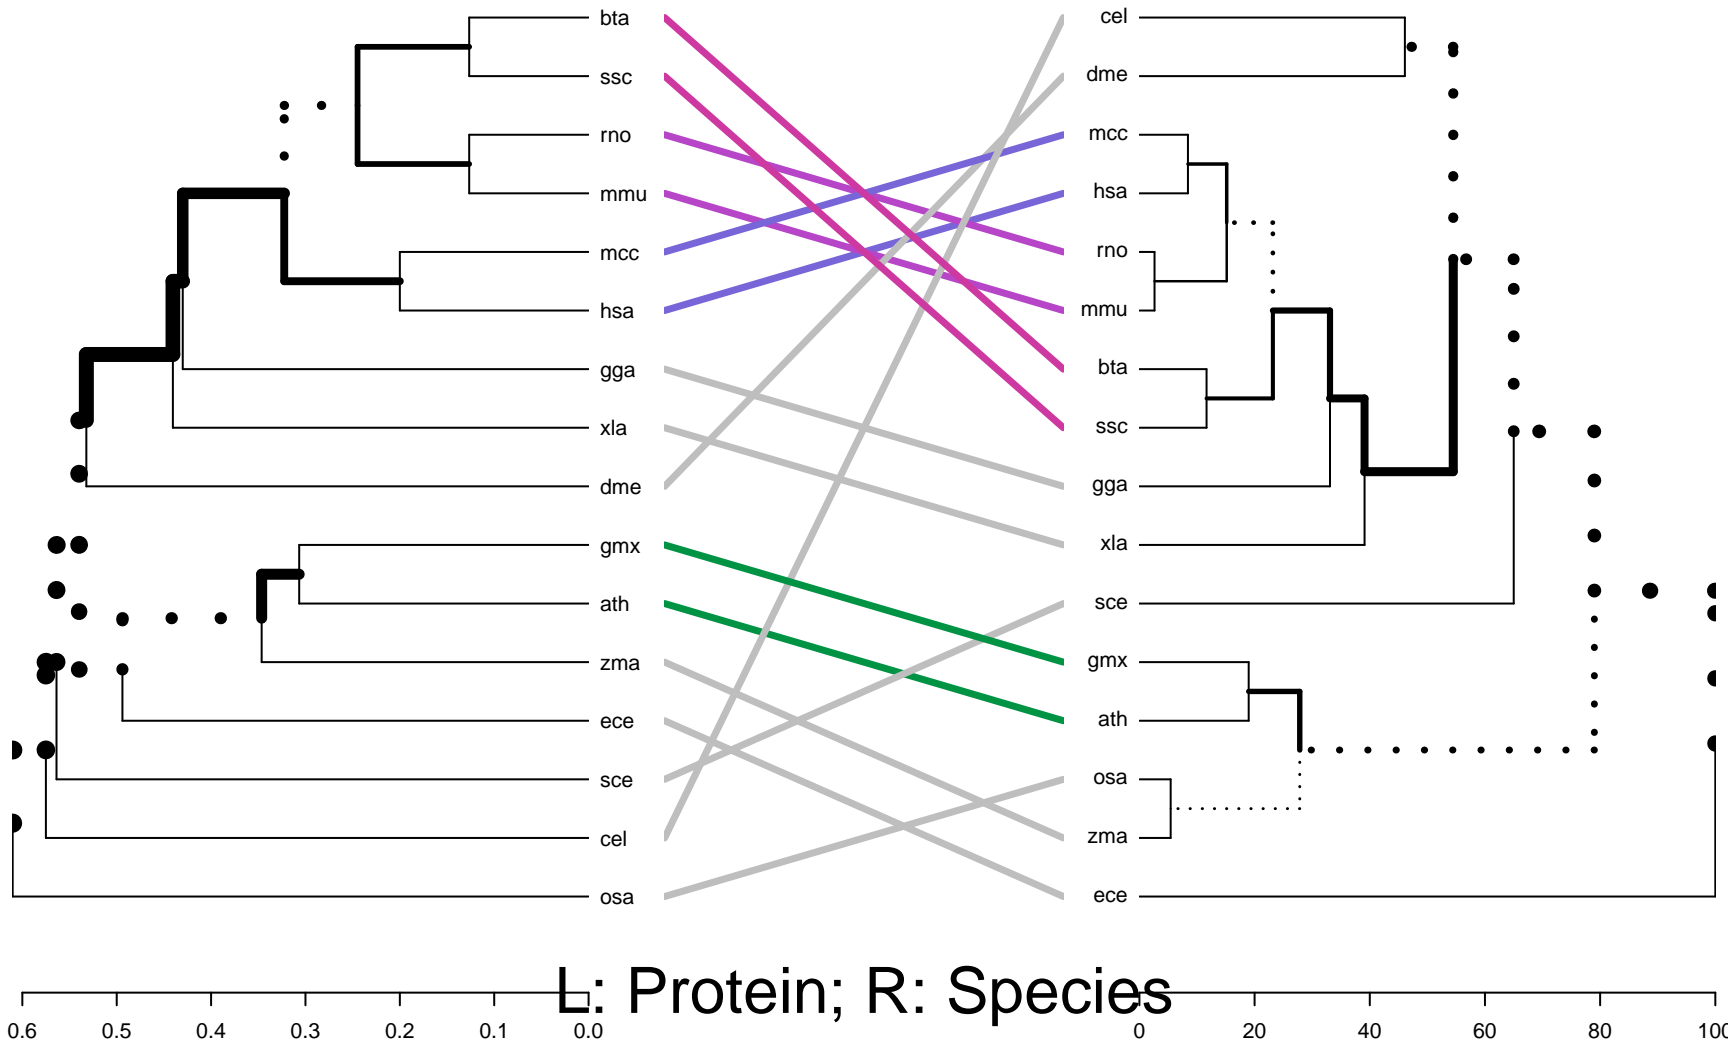 bta cel
ssc dme
rno mcc
mmu hsa
mcc rno
hsa mmu
gga bta
xla ssc
dme gga
gmx xla
ath sce
zma gmx
ece ath
sce osa
cel zma
osa ece
L: Protein; R: Species
0.6 0.5 0.4 0.3 0.2 0.1 0.0 0 20 40 60 80 100